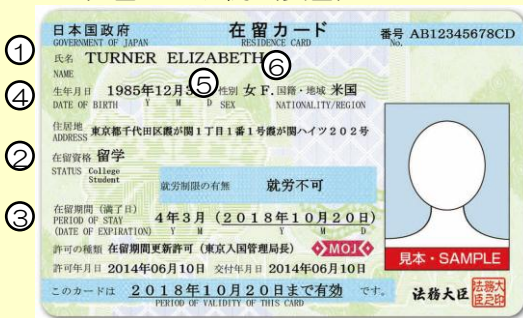 日本国政府 在留カード 番号 AB12345678CD
GOVERNMENT OF JAPAN RESIDENCE CARD No.
① 氏名 TURNER ELIZABETH ⑥
NAME
④ 生年月日 1985年12月 ⑤ 性別 女 F. 国籍・地域 米国
DATE OF BIRTH Y M D SEX NATIONALITY/REGION
住居地 東京都千代田区霞が関1丁目1番1号霞が関ハイツ202号
ADDRESS
② 在留資格 留学
STATUS College
Student
就労制限の有無 就労不可
③ 在留期間(満了日) 4年3月(2018年10月20日)
PERIOD OF STAY
(DATE OF EXPIRATION) Y M Y M D
許可の種類 在留期間更新許可(東京入国管理局長) MOJ
見本・SAMPLE
許可年月日 2014年06月10日 交付年月日 2014年06月10日
このカードは 2018年10月20日まで有効 です。
PERIOD OF VALIDITY OF THIS CARD
法務大臣